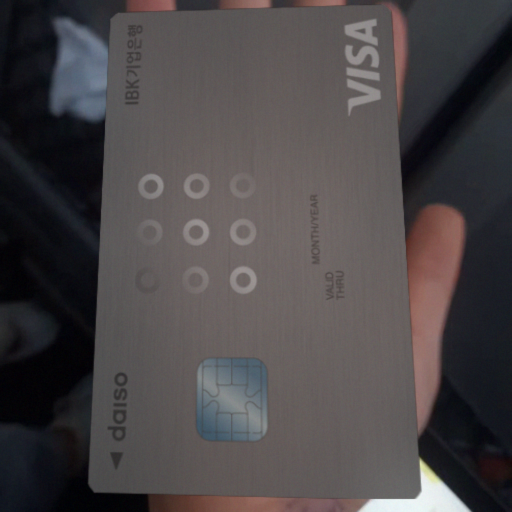 ◀ daiso
IBK기업은행
VALID
THRU
MONTH/YEAR
VISA